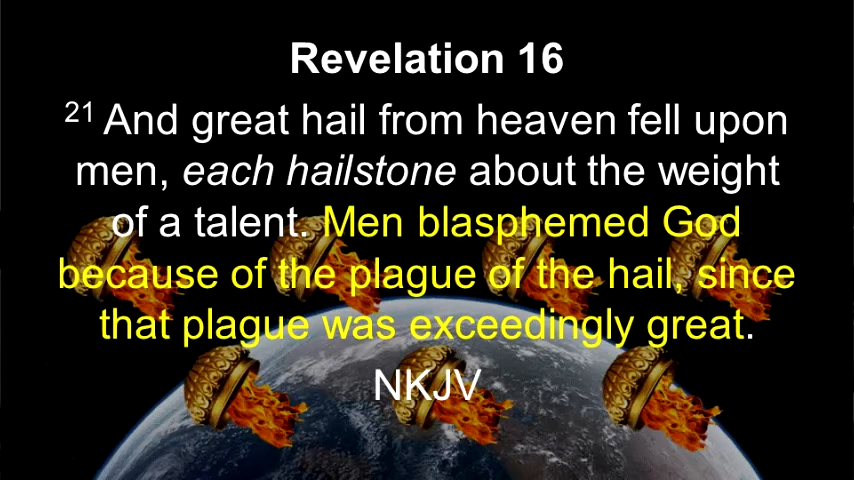 Revelation 16
21 And great hail from heaven fell upon
men, each hailstone about the weight
of a talent. Men blasphemed God
because of the plague of the hail, since
that plague was exceedingly great.
NKJV